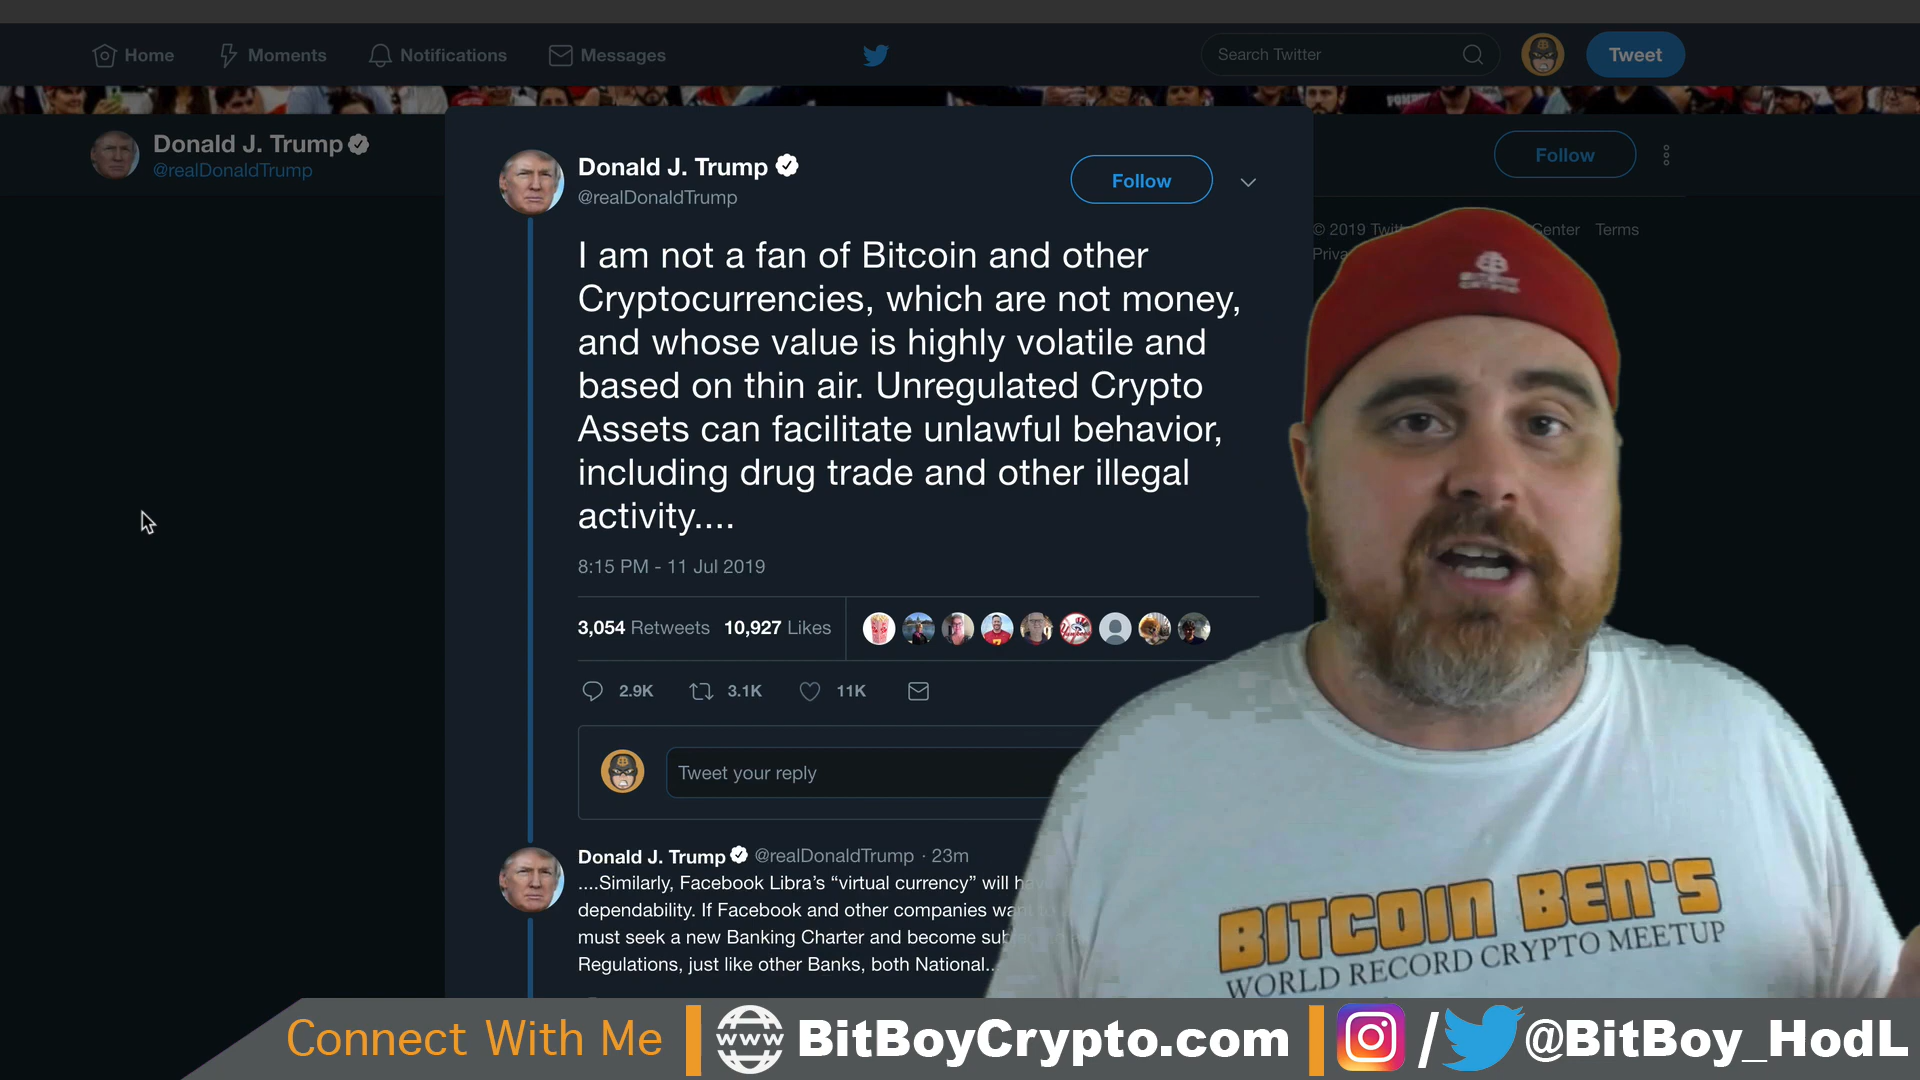 Home
Moments
Notifications
Messages
Search Twitter
Tweet
Donald J. Trump
@realDonaldTrump
Follow
Donald J. Trump
@realDonaldTrump
Follow
© 2019
Terms
I am not a fan of Bitcoin and other
Cryptocurrencies, which are not money,
and whose value is highly volatile and
based on thin air. Unregulated Crypto
Assets can facilitate unlawful behavior,
including drug trade and other illegal
activity....
8:15 PM - 11 Jul 2019
3,054 Retweets 10,927 Likes
2.9K
3.1K
11K
Tweet your reply
Donald J. Trump @realDonaldTrump · 23m
....Similarly, Facebook Libra's “virtual currency” will
dependability. If Facebook and other companies
must seek a new Banking Charter and become
Regulations, just like other Banks, both National...
BITCOIN BEN'S
WORLD RECORD CRYPTO MEETUP
Connect With Me
www
BitBoyCrypto.com
/
@BitBoy_HodL